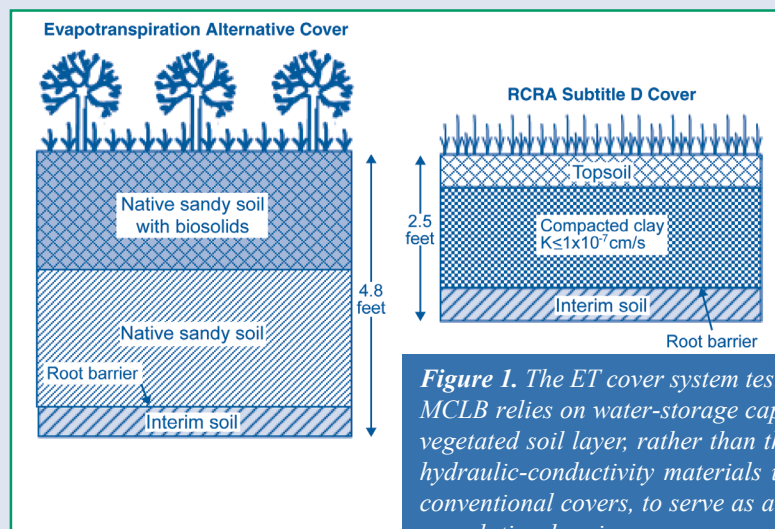 Evapotranspiration Alternative Cover
Native sandy soil
with biosolids
4.8
feet
Native sandy soil
Root barrier
Interim soil
RCRA Subtitle D Cover
Topsoil
2.5
feet
Compacted clay
K≤1x10⁻⁷cm/s
Interim soil
Root barrier
Figure 1. The ET cover system tes
MCLB relies on water-storage cap
vegetated soil layer, rather than th
hydraulic-conductivity materials
conventional covers, to serve as a